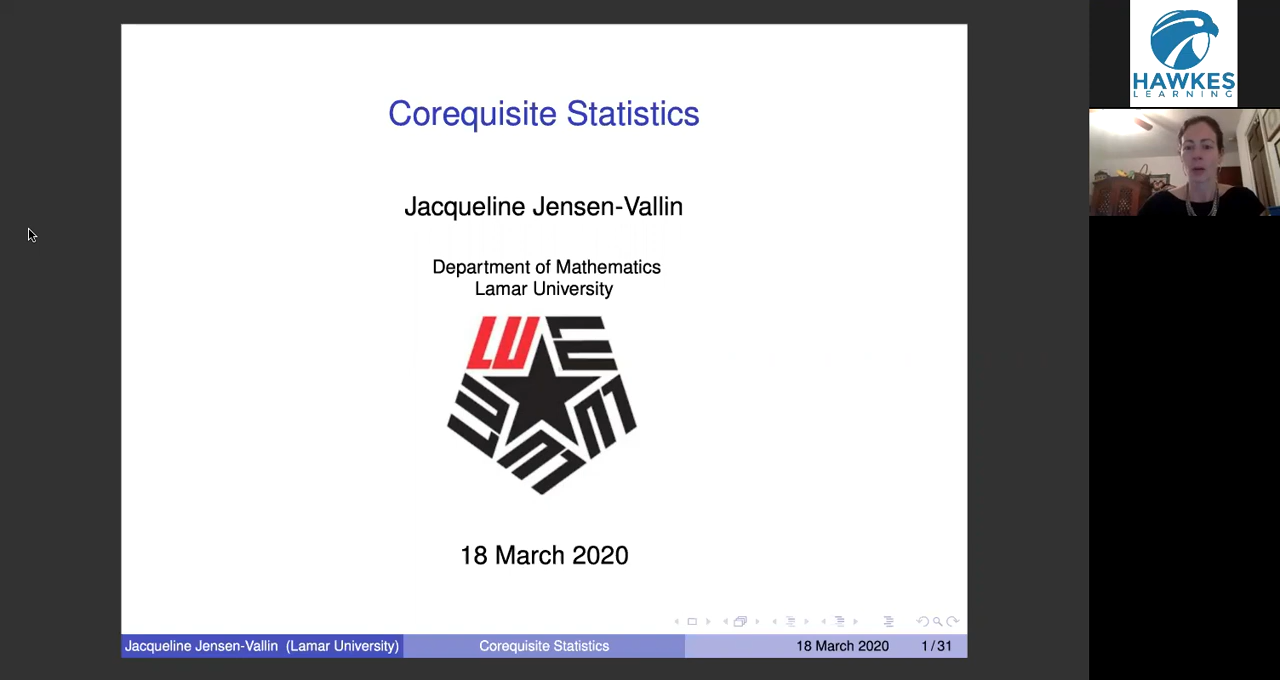 Corequisite Statistics
Jacqueline Jensen-Vallin
Department of Mathematics
Lamar University
LU
18 March 2020
Jacqueline Jensen-Vallin (Lamar University)
Corequisite Statistics
18 March 2020
1 / 31
HAWKES
LEARNING